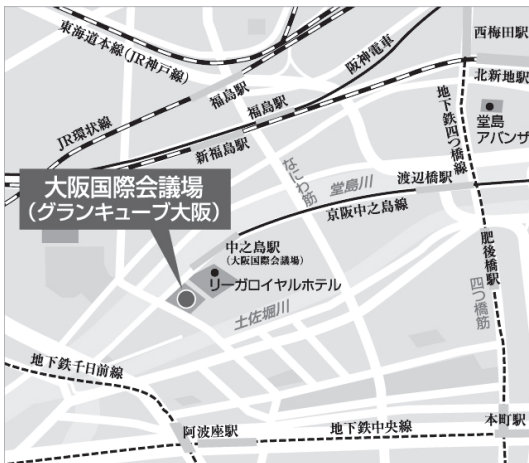 東海道本線(JR神戸線)
西梅田駅
阪神電車
北新地駅
福島駅
地下鉄四つ橋線
堂島
アバンザ
JR環状線
福島駅
新福島駅
なにわ筋
堂島川
渡辺橋駅
大阪国際会議場
(グランキューブ大阪)
京阪中之島線
中之島駅
(大阪国際会議場)
肥後橋駅
リーガロイヤルホテル
四つ橋筋
土佐堀川
地下鉄千日前線
本町駅
阿波座駅
地下鉄中央線